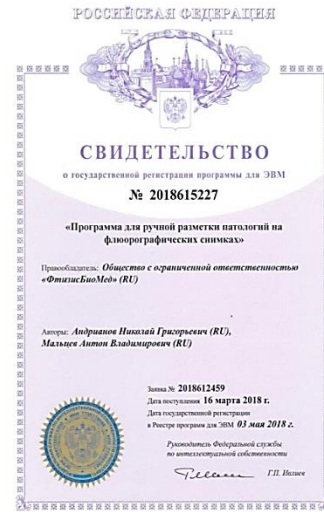 РОССИЙСКАЯ ФЕДЕРАЦИЯ
СВИДЕТЕЛЬСТВО
о государственной регистрации программы для ЭВМ
№ 2018615227
«Программа для ручной разметки патологий на
флюорографических снимках»
Правообладатель: Общество с ограниченной ответственностью
«ФтизисБиоМед» (RU)
Авторы: Андрианов Николай Григорьевич (RU),
Мальцев Антон Владимирович (RU)
Заявка № 2018612459
Дата поступления 16 марта 2018 г.
Дата государственной регистрации
в Реестре программ для ЭВМ 03 мая 2018 г.
Руководитель Федеральной службы
по интеллектуальной собственности
Г.П. Ивлиев